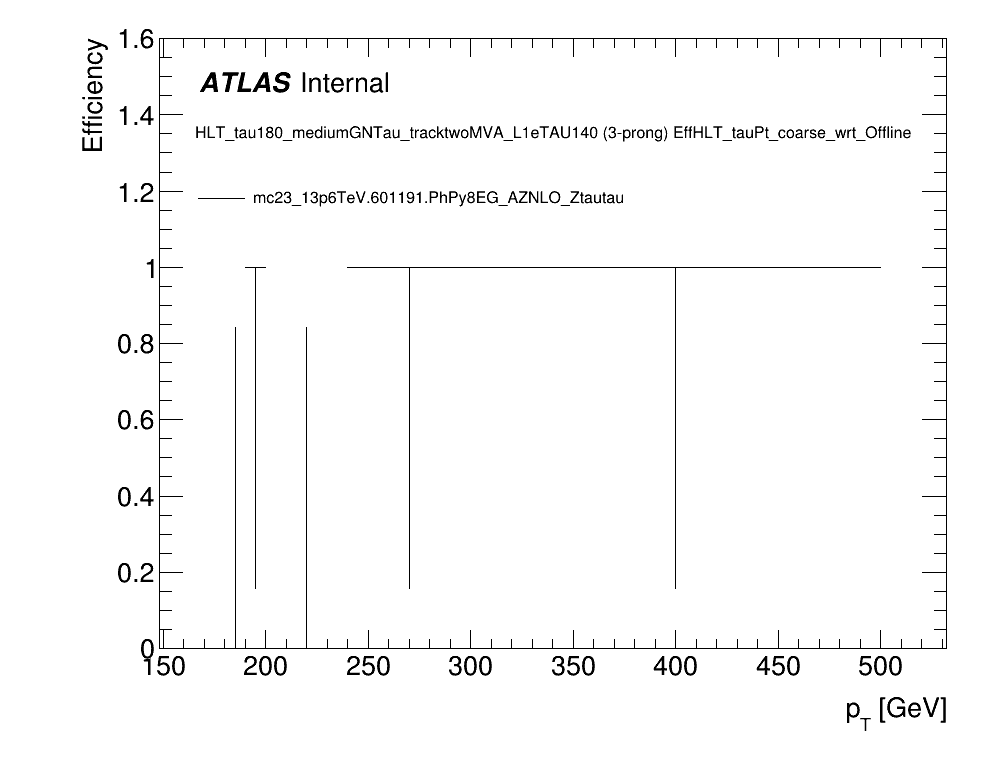 1.6
Efficiency
ATLAS Internal
1.4
HLT_tau180_mediumGNTau_tracktwoMVA_L1eTAU140 (3-prong) EffHLT_tauPt_coarse_wrt_Offline
1.2
mc23_13p6TeV.601191.PhPy8EG_AZNLO_Ztautau
1
0.8
0.6
0.4
0.2
0
150 200 250 300 350 400 450 500
p_T [GeV]